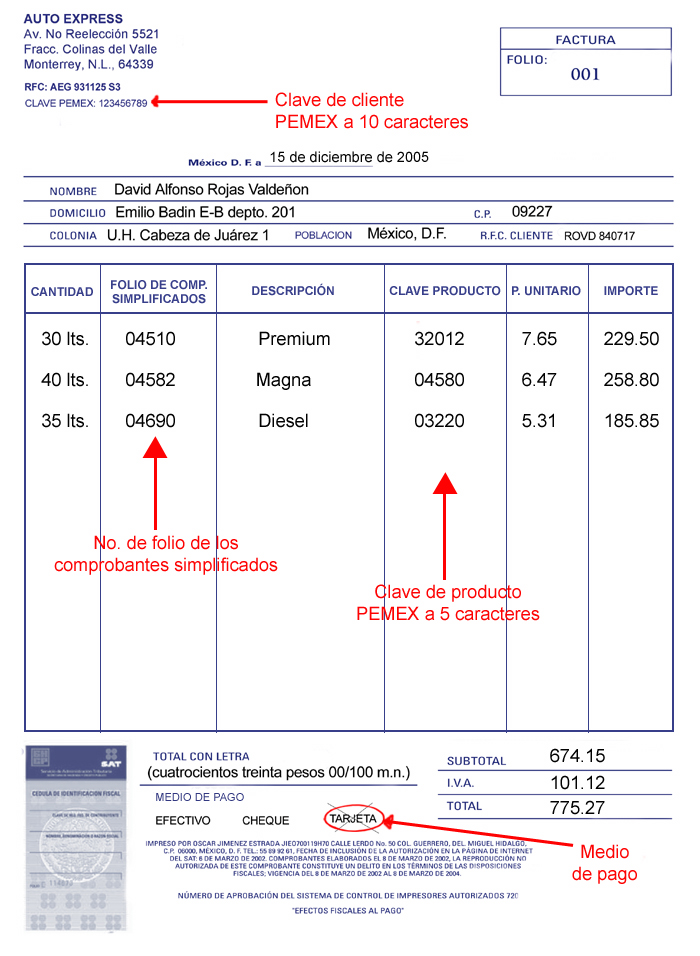 AUTO EXPRESS
Av. No Reelección 5521
Fracc. Colinas del Valle
Monterrey, N.L., 64339
RFC: AEG 931125 S3
CLAVE PEMEX: 123456789
Clave de cliente
PEMEX a 10 caracteres
FACTURA
FOLIO:
001
México D. F. a 15 de diciembre de 2005
NOMBRE David Alfonso Rojas Valdeñon
DOMICILIO Emilio Badin E-B depto. 201 C.P. 09227
COLONIA U.H. Cabeza de Juárez 1 POBLACION México, D.F. R.F.C. CLIENTE ROVD 840717
CANTIDAD FOLIO DE COMP. SIMPLIFICADOS DESCRIPCIÓN CLAVE PRODUCTO P. UNITARIO IMPORTE
30 lts. 04510 Premium 32012 7.65 229.50
40 lts. 04582 Magna 04580 6.47 258.80
35 lts. 04690 Diesel 03220 5.31 185.85
No. de folio de los
comprobantes simplificados
Clave de producto
PEMEX a 5 caracteres
SAT
Servicio de Administración Tributaria
CEDULA DE IDENTIFICACIÓN FISCAL
TOTAL CON LETRA
(cuatrocientos treinta pesos 00/100 m.n.)
MEDIO DE PAGO
EFECTIVO CHEQUE TARJETA
SUBTOTAL 674.15
I.V.A. 101.12
TOTAL 775.27
Medio
de pago
IMPRESO POR OSCAR JIMENEZ ESTRADA JIEO700119H70 CALLE LERDO No. 50 COL. GUERRERO, DEL. MIGUEL HIDALGO,
C.P. 06000, MÉXICO, D. F. TEL.: 55 89 92 61, FECHA DE INCLUSIÓN DE LA AUTORIZACIÓN EN LA PÁGINA DE INTERNET
DEL SAT: 6 DE MARZO DE 2002. COMPROBANTES ELABORADOS EL 8 DE MARZO DE 2002, LA REPRODUCCIÓN NO
AUTORIZADA DE ESTE COMPROBANTE CONSTITUYE UN DELITO EN LOS TÉRMINOS DE LAS DISPOSICIONES
FISCALES; VIGENCIA DEL 8 DE MARZO DE 2002 AL 8 DE MARZO DE 2004.
NÚMERO DE APROBACIÓN DEL SISTEMA DE CONTROL DE IMPRESORES AUTORIZADOS 720
"EFECTOS FISCALES AL PAGO"